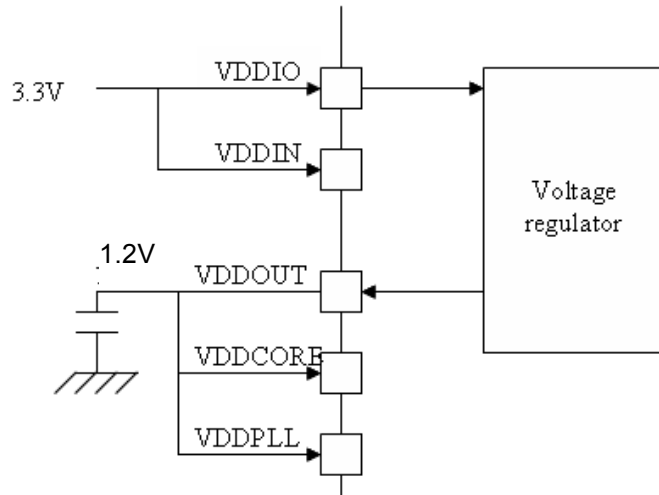 VDDIO
3.3V
VDDIN
Voltage
regulator
1.2V
VDDOUT
VDDCORE
VDDPLL